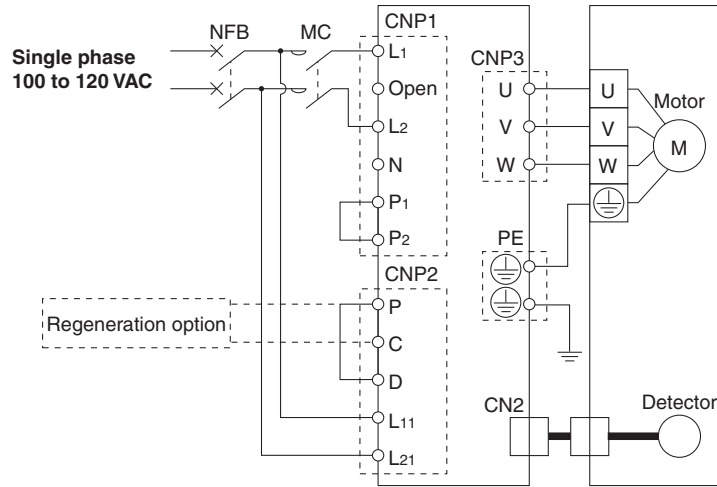 Single phase
100 to 120 VAC
NFB
MC
CNP1
L1
Open
L2
N
P1
P2
CNP2
P
C
D
L11
L21
Regeneration option
CNP3
U
V
W
PE
CN2
U
V
W
Motor
M
Detector